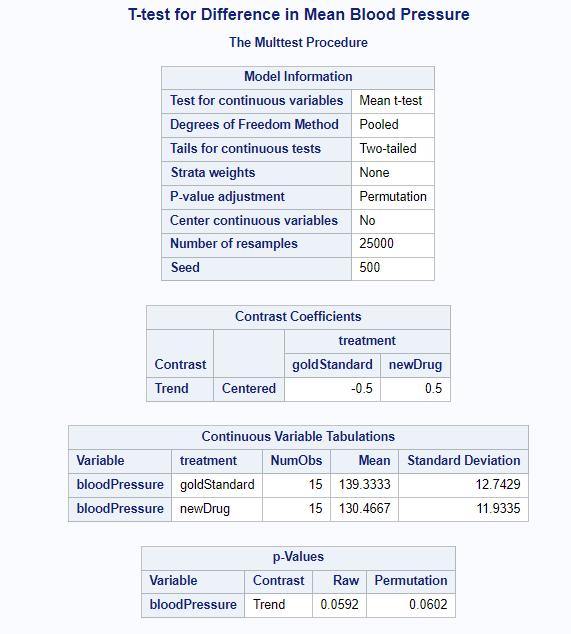 T-test for Difference in Mean Blood Pressure
The Multtest Procedure
Model Information
Test for continuous variables Mean t-test
Degrees of Freedom Method Pooled
Tails for continuous tests Two-tailed
Strata weights None
P-value adjustment Permutation
Center continuous variables No
Number of resamples 25000
Seed 500
Contrast Coefficients
treatment
Contrast goldStandard newDrug
Trend Centered -0.5 0.5
Continuous Variable Tabulations
Variable treatment NumObs Mean Standard Deviation
bloodPressure goldStandard 15 139.3333 12.7429
bloodPressure newDrug 15 130.4667 11.9335
p-Values
Variable Contrast Raw Permutation
bloodPressure Trend 0.0592 0.0602